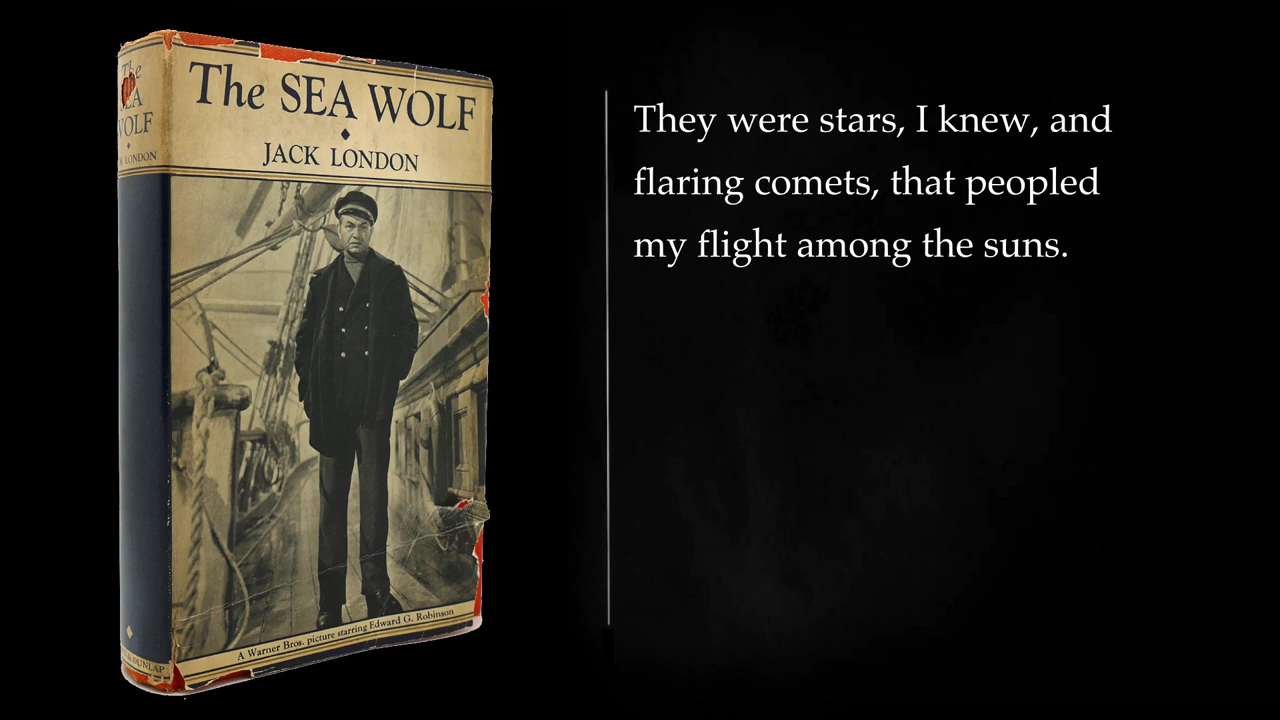 The SEA WOLF
JACK LONDON
The
SEA
WOLF
LONDON
A Warner Bros. picture starring Edward G. Robinson
DUNLAP
They were stars, I knew, and
flaring comets, that peopled
my flight among the suns.